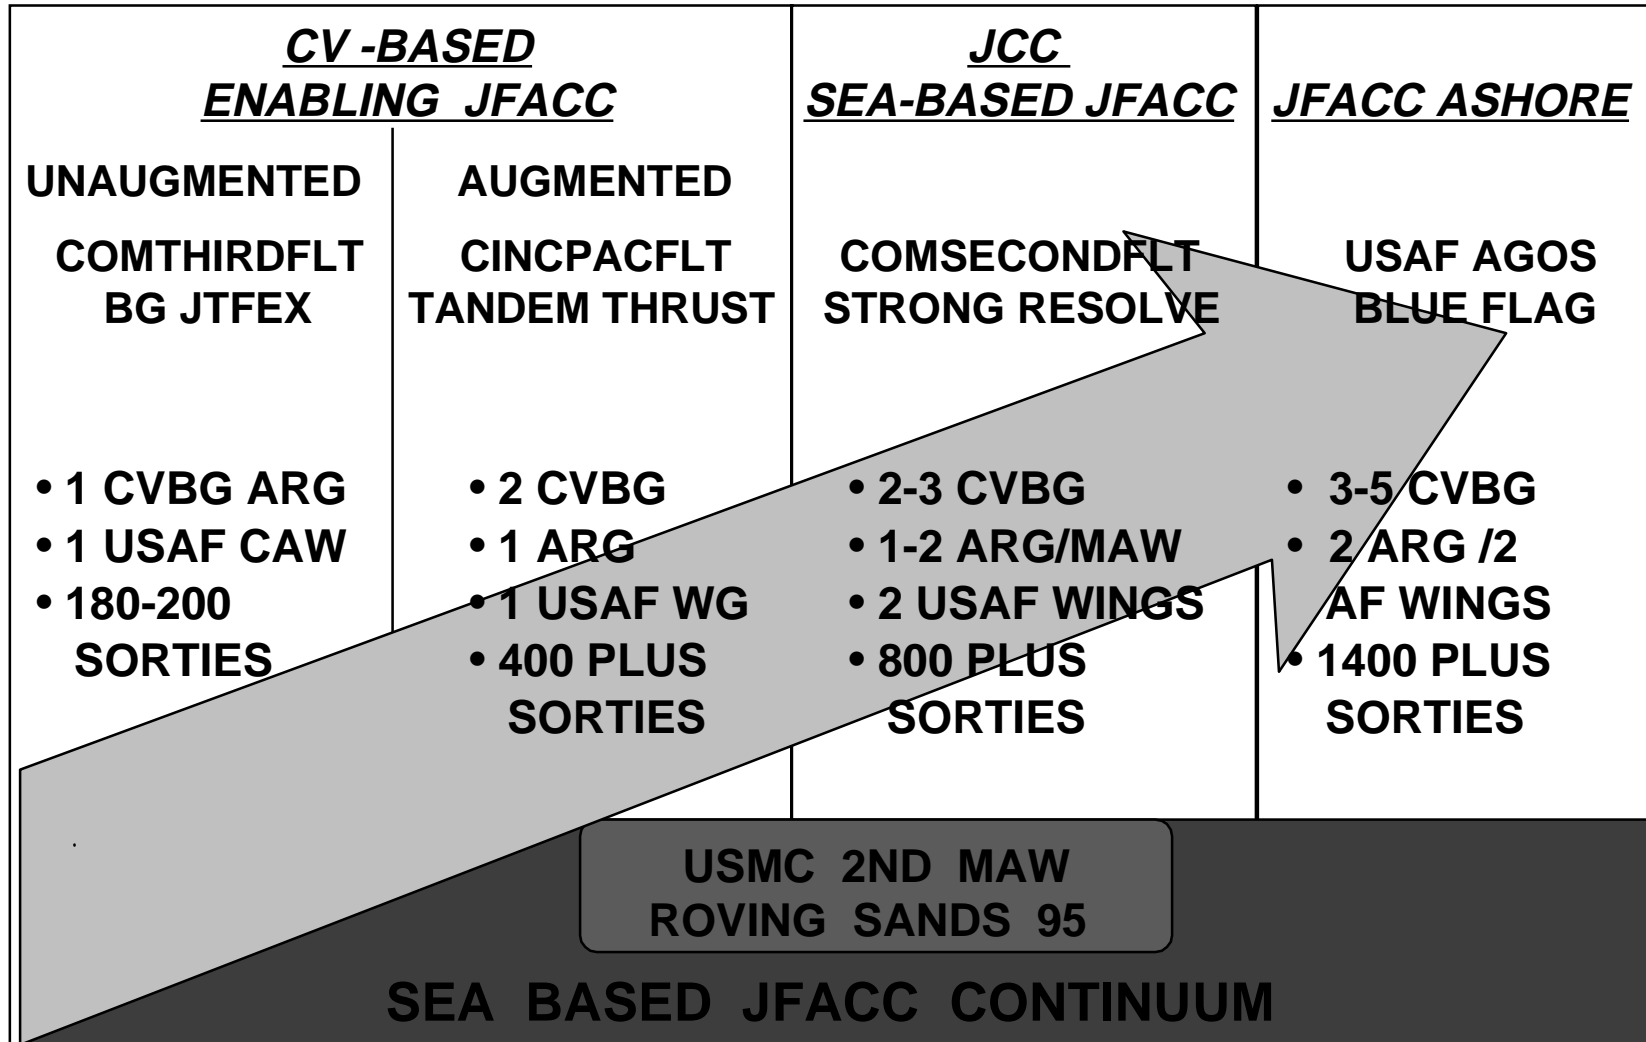 CV -BASED
ENABLING JFACC
UNAUGMENTED
COMTHIRDFLT
BG JTFEX
• 1 CVBG ARG
• 1 USAF CAW
• 180-200
SORTIES
AUGMENTED
CINCPACFLT
TANDEM THRUST
• 2 CVBG
• 1 ARG
• 1 USAF WG
• 400 PLUS
SORTIES
JCC
SEA-BASED JFACC
COMSECONDFLT
STRONG RESOLVE
• 2-3 CVBG
• 1-2 ARG/MAW
• 2 USAF WINGS
• 800 PLUS
SORTIES
JFACC ASHORE
USAF AGOS
BLUE FLAG
• 3-5 CVBG
• 2 ARG /2
AF WINGS
• 1400 PLUS
SORTIES
USMC 2ND MAW
ROVING SANDS 95
SEA BASED JFACC CONTINUUM